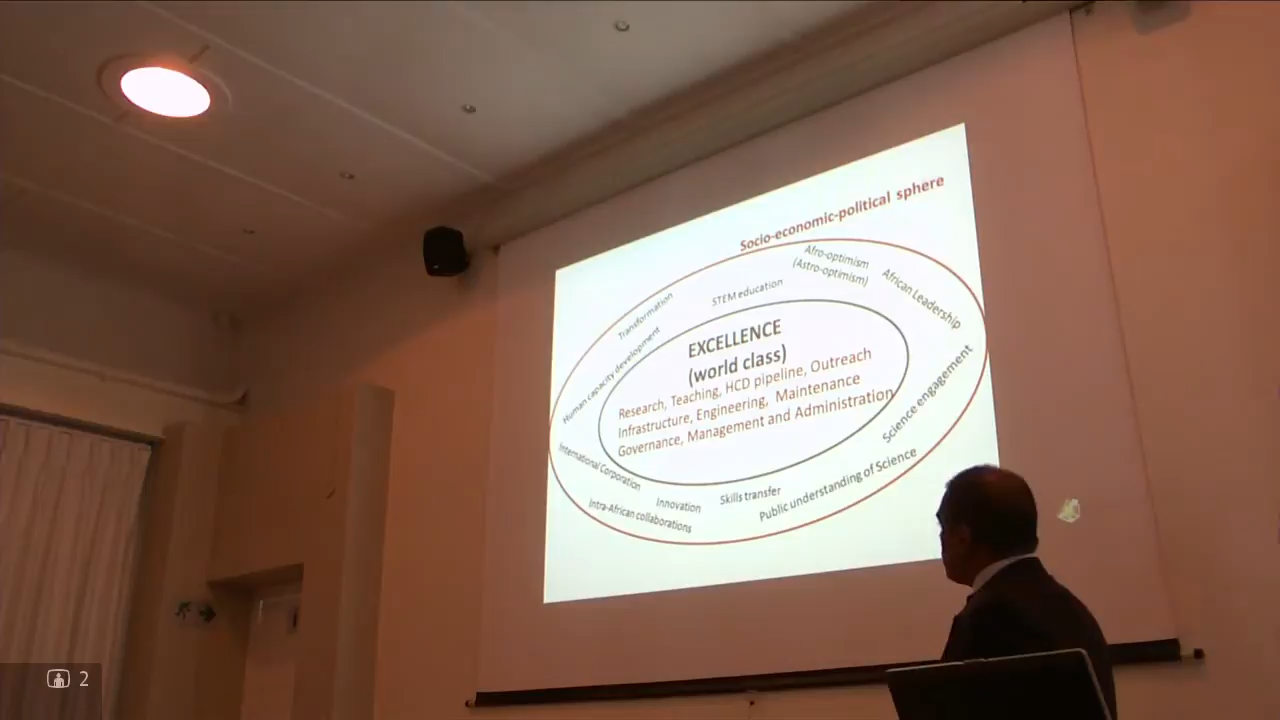 Socio-economic-political sphere
Afro-optimism
(Astro-optimism)
African Leadership
STEM education
Transformation
Human capacity development
EXCELLENCE
(world class)
Research, Teaching, HCD pipeline, Outreach
Infrastructure, Engineering, Maintenance
Governance, Management and Administration
Science engagement
International Corporation
Innovation
Skills transfer
Public understanding of Science
Intra-African collaborations
2